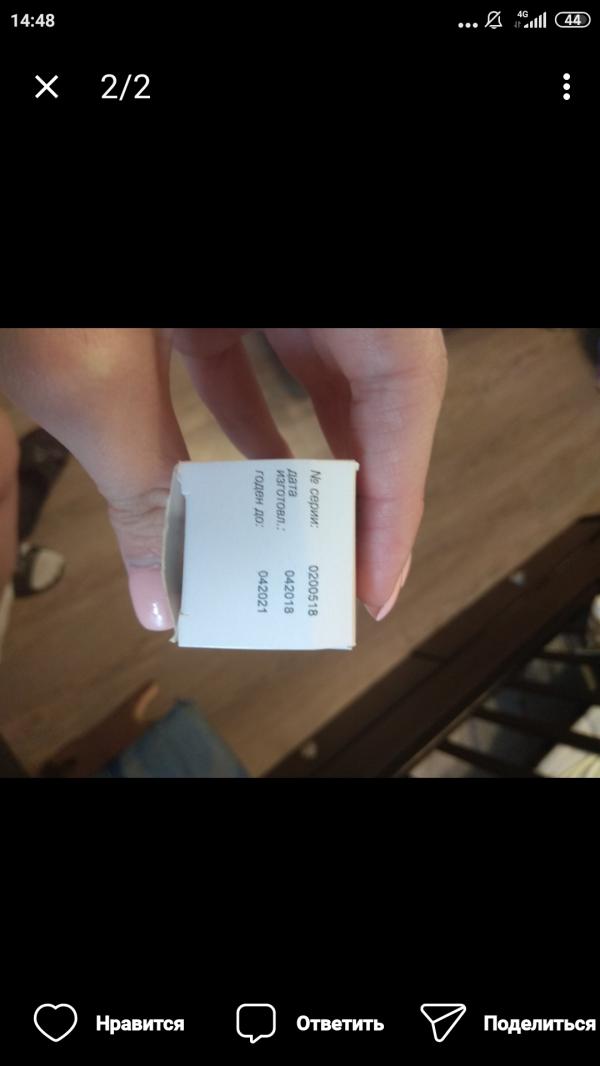 14:48
4G
44
2/2
№ серии: 0200518
дата
изготовл.: 042018
годен до: 042021
Нравится
Ответить
Поделиться